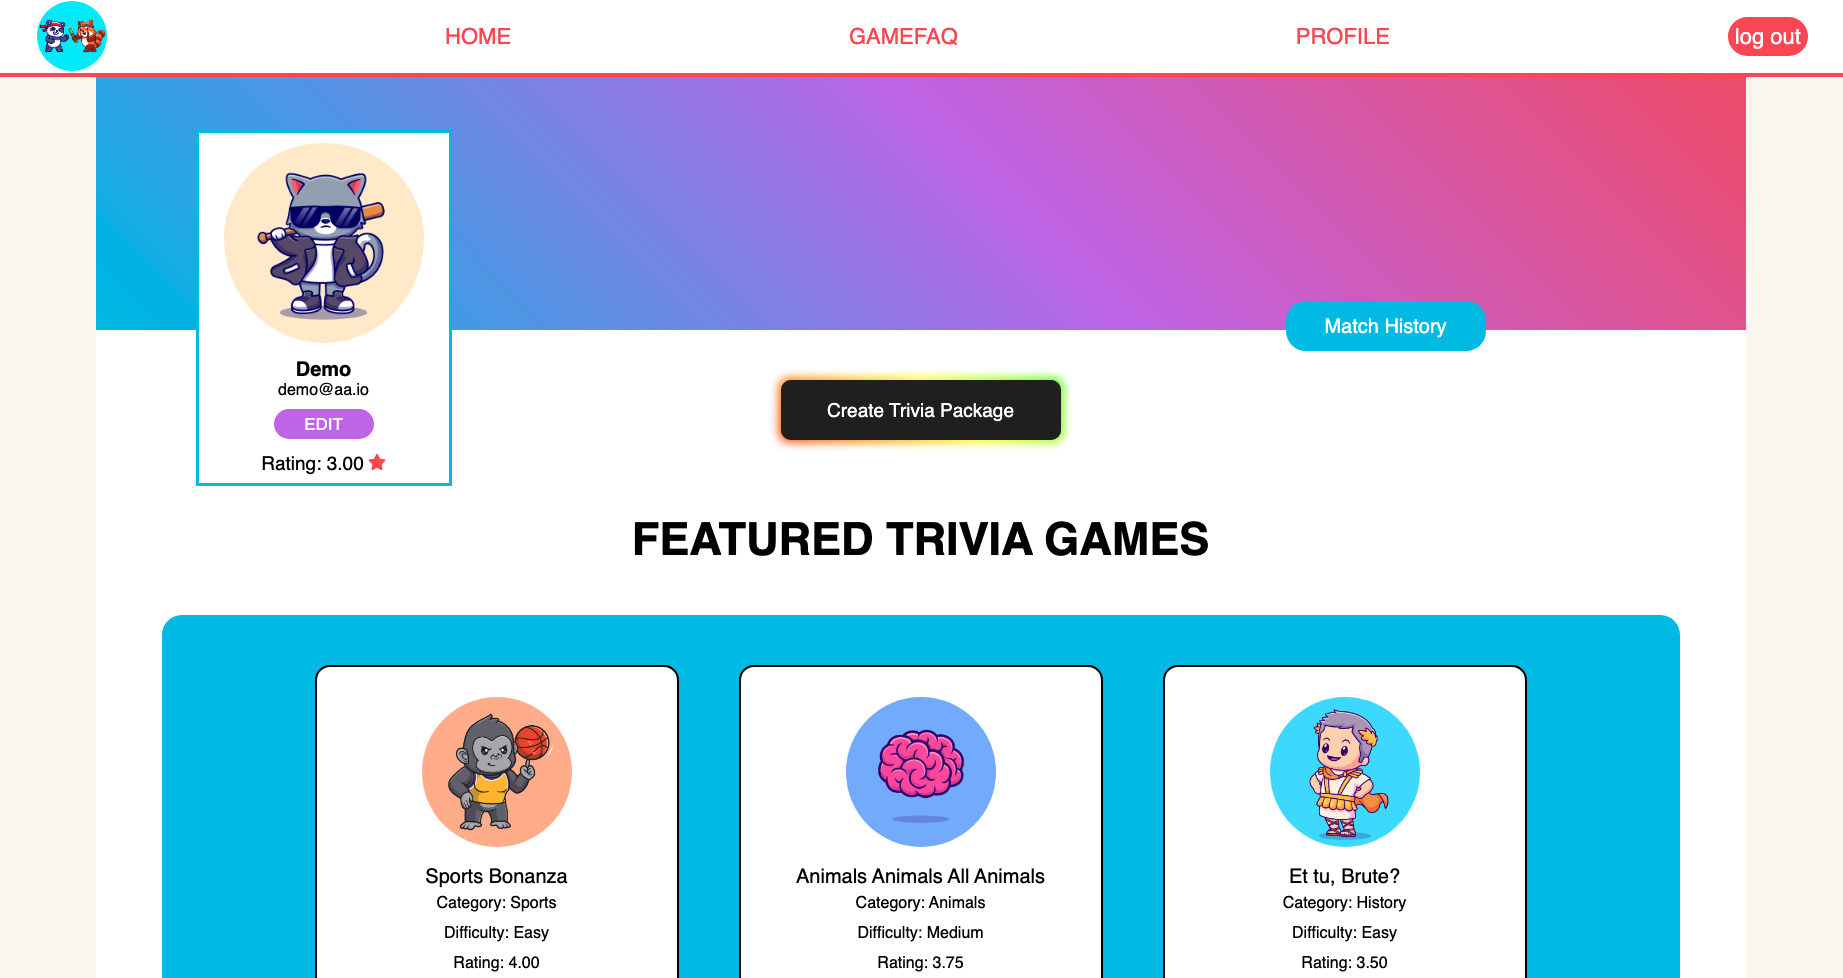 HOME
GAMEFAQ
PROFILE
log out
Demo
demo@aa.io
EDIT
Rating: 3.00
Match History
Create Trivia Package
FEATURED TRIVIA GAMES
Sports Bonanza
Category: Sports
Difficulty: Easy
Rating: 4.00
Animals Animals All Animals
Category: Animals
Difficulty: Medium
Rating: 3.75
Et tu, Brute?
Category: History
Difficulty: Easy
Rating: 3.50